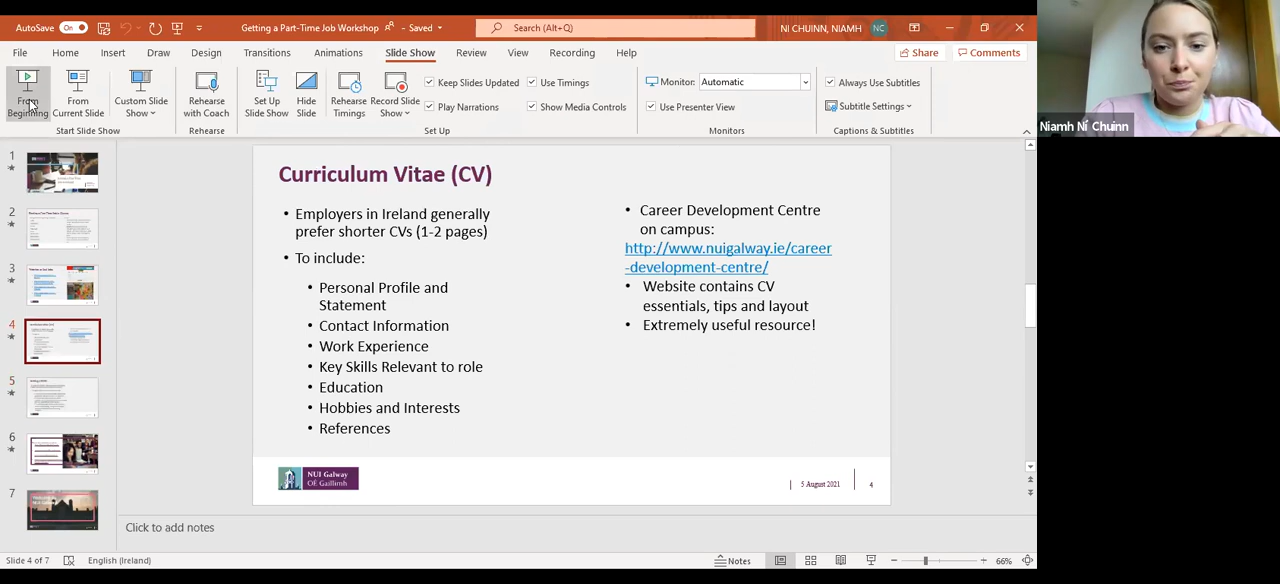 AutoSave On
Getting a Part-Time Job Workshop - Saved
Search (Alt+Q)
NI CHUINN, NIAMH NC
File Home Insert Draw Design Transitions Animations Slide Show Review View Recording Help
Share Comments
From Beginning
From Current Slide
Custom Slide Show
Start Slide Show
Rehearse with Coach
Rehearse
Set Up Slide Show
Hide Slide
Rehearse Timings
Record Slide Show
Keep Slides Updated
Play Narrations
Use Timings
Show Media Controls
Set Up
Monitor: Automatic
Use Presenter View
Monitors
Always Use Subtitles
Subtitle Settings
Captions & Subtitles
Niamh Ní Chuinn
1
2
3
4
5
6
7
Curriculum Vitae (CV)
• Employers in Ireland generally
prefer shorter CVs (1-2 pages)
• To include:
• Personal Profile and
Statement
• Contact Information
• Work Experience
• Key Skills Relevant to role
• Education
• Hobbies and Interests
• References
• Career Development Centre
on campus:
http://www.nuigalway.ie/career
-development-centre/
• Website contains CV
essentials, tips and layout
• Extremely useful resource!
NUI Galway
OÉ Gaillimh
5 August 2021
4
Click to add notes
Slide 4 of 7 English (Ireland)
Notes
66%